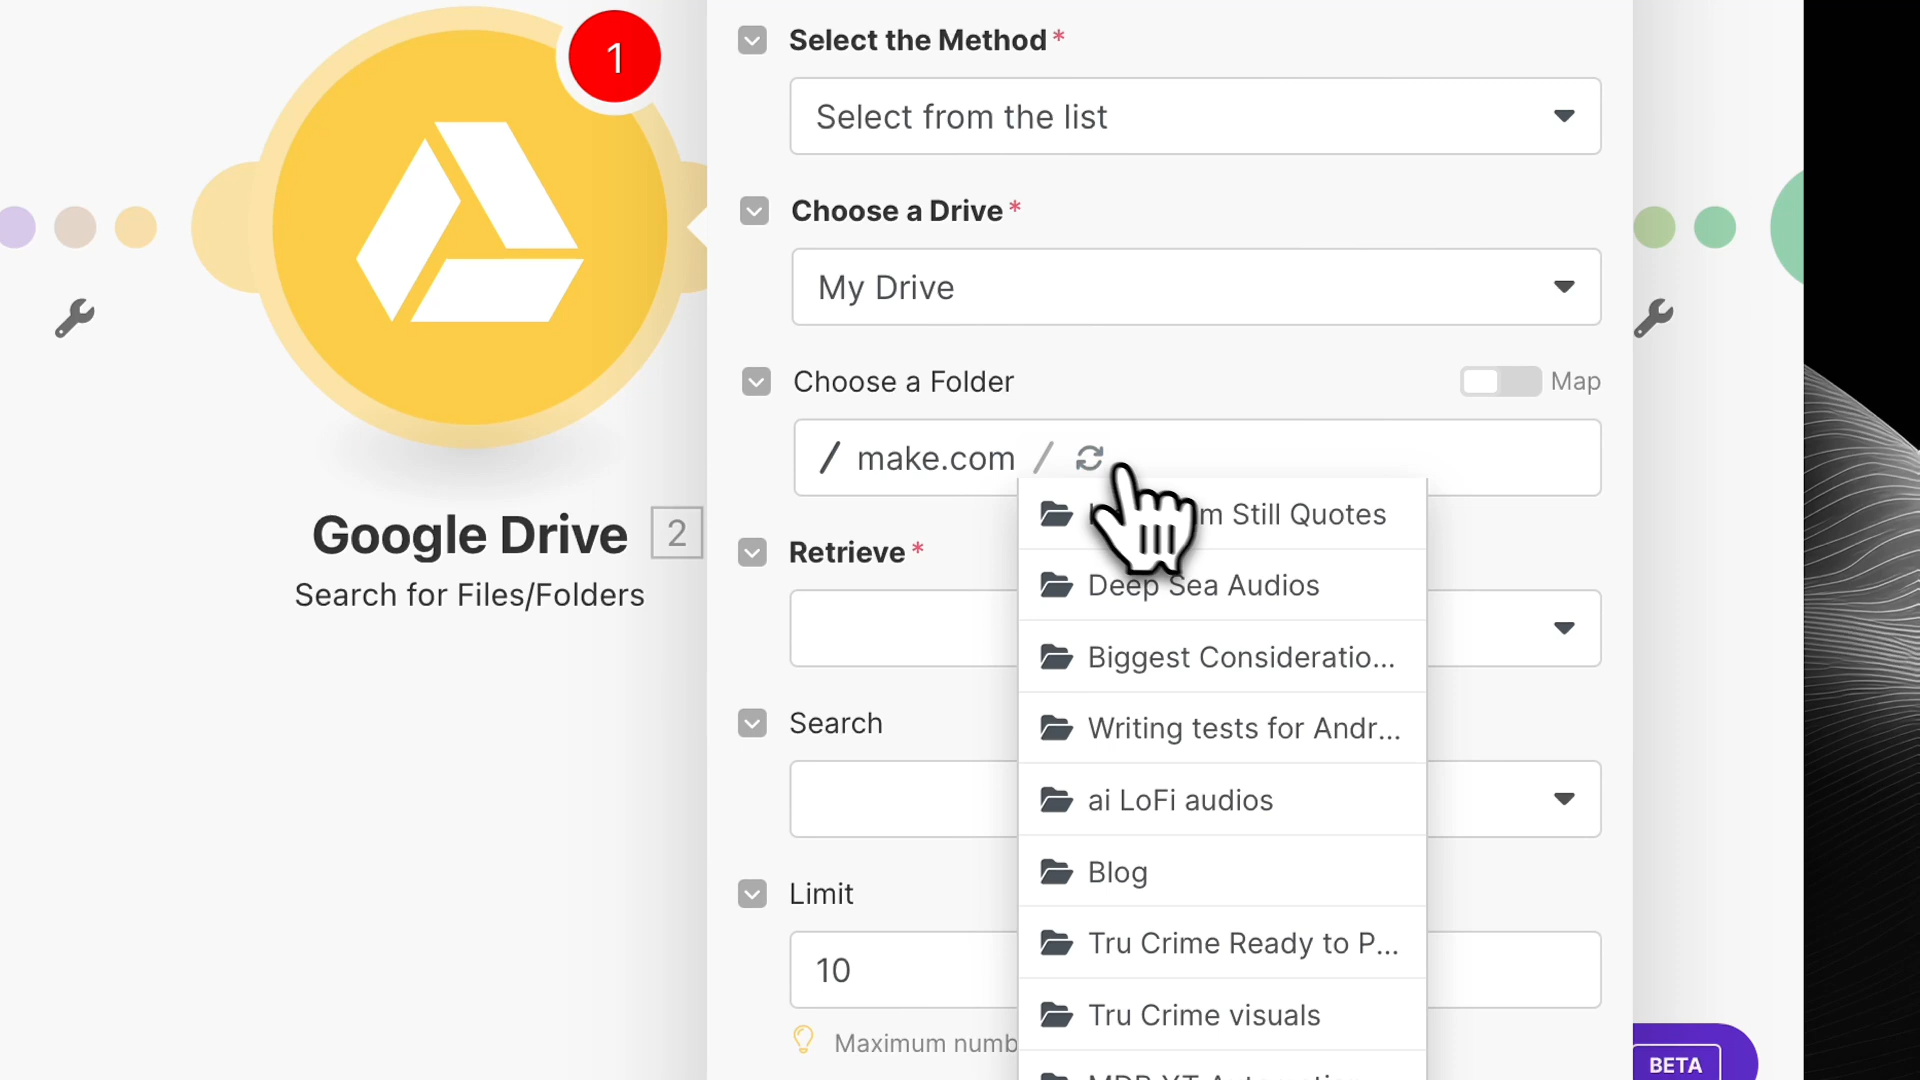 1
Select the Method *
Select from the list
Choose a Drive *
My Drive
Choose a Folder
Map
/ make.com /
m Still Quotes
Google Drive
2
Retrieve *
Search for Files/Folders
Deep Sea Audios
Biggest Consideratio...
Search
Writing tests for Andr...
ai LoFi audios
Blog
Limit
Tru Crime Ready to P...
10
Tru Crime visuals
Maximum numb
BETA